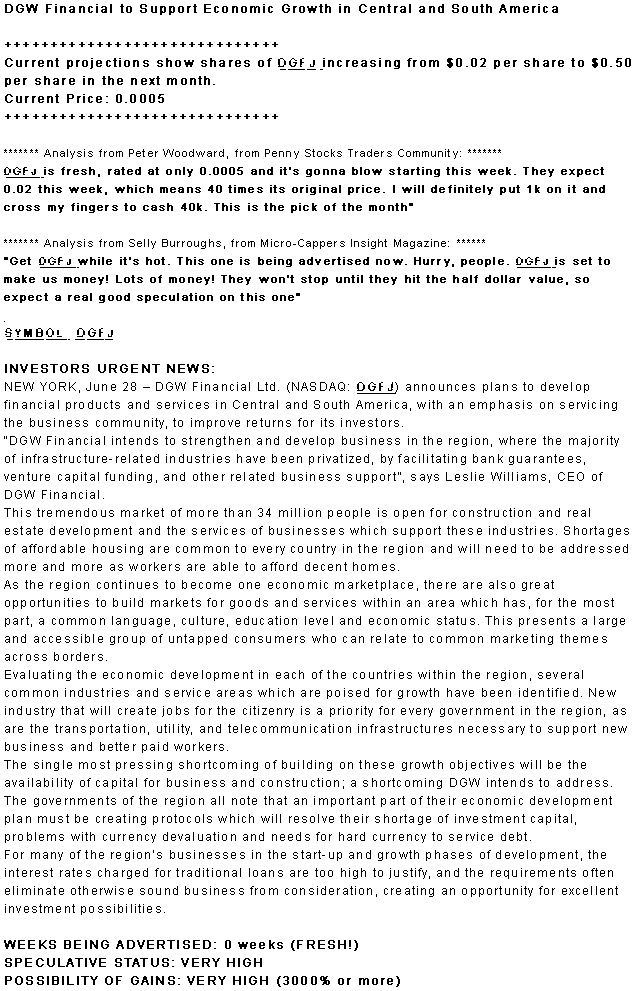 DGW Financial to Support Economic Growth in Central and South America
++++++++++++++++++++++++++++++
Current projections show shares of DGFJ increasing from $0.02 per share to $0.50
per share in the next month.
Current Price: 0.0005
++++++++++++++++++++++++++++++
******* Analysis from Peter Woodward, from Penny Stocks Traders Community: *******
DGFJ is fresh, rated at only 0.0005 and it's gonna blow starting this week. They expect
0.02 this week, which means 40 times its original price. I will definitely put 1k on it and
cross my fingers to cash 40k. This is the pick of the month"
******* Analysis from Selly Burroughs, from Micro-Cappers Insight Magazine: ******
"Get DGFJ while it's hot. This one is being advertised now. Hurry, people. DGFJ is set to
make us money! Lots of money! They won't stop until they hit the half dollar value, so
expect a real good speculation on this one"
.
SYMBOL DGFJ
INVESTORS URGENT NEWS:
NEW YORK, June 28 – DGW Financial Ltd. (NASDAQ: DGFJ) announces plans to develop
financial products and services in Central and South America, with an emphasis on servicing
the business community, to improve returns for its investors.
"DGW Financial intends to strengthen and develop business in the region, where the majority
of infrastructure-related industries have been privatized, by facilitating bank guarantees,
venture capital funding, and other related business support", says Leslie Williams, CEO of
DGW Financial.
This tremendous market of more than 34 million people is open for construction and real
estate development and the services of businesses which support these industries. Shortages
of affordable housing are common to every country in the region and will need to be addressed
more and more as workers are able to afford decent homes.
As the region continues to become one economic marketplace, there are also great
opportunities to build markets for goods and services within an area which has, for the most
part, a common language, culture, education level and economic status. This presents a large
and accessible group of untapped consumers who can relate to common marketing themes
across borders.
Evaluating the economic development in each of the countries within the region, several
common industries and service areas which are poised for growth have been identified. New
industry that will create jobs for the citizenry is a priority for every government in the region, as
are the transportation, utility, and telecommunication infrastructures necessary to support new
business and better paid workers.
The single most pressing shortcoming of building on these growth objectives will be the
availability of capital for business and construction; a shortcoming DGW intends to address.
The governments of the region all note that an important part of their economic development
plan must be creating protocols which will resolve their shortage of investment capital,
problems with currency devaluation and needs for hard currency to service debt.
For many of the region's businesses in the start-up and growth phases of development, the
interest rates charged for traditional loans are too high to justify, and the requirements often
eliminate otherwise sound business from consideration, creating an opportunity for excellent
investment possibilities.
WEEKS BEING ADVERTISED: 0 weeks (FRESH!)
SPECULATIVE STATUS: VERY HIGH
POSSIBILITY OF GAINS: VERY HIGH (3000% or more)